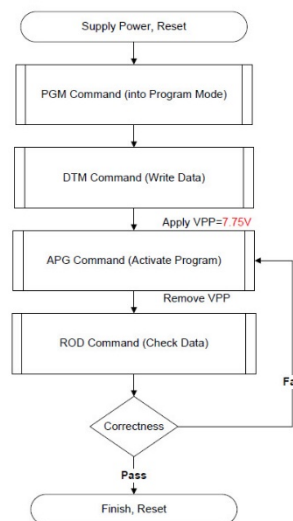 Supply Power, Reset
PGM Command (into Program Mode)
DTM Command (Write Data)
Apply VPP=7.75V
APG Command (Activate Program)
Remove VPP
ROD Command (Check Data)
Fa
Correctness
Pass
Finish, Reset